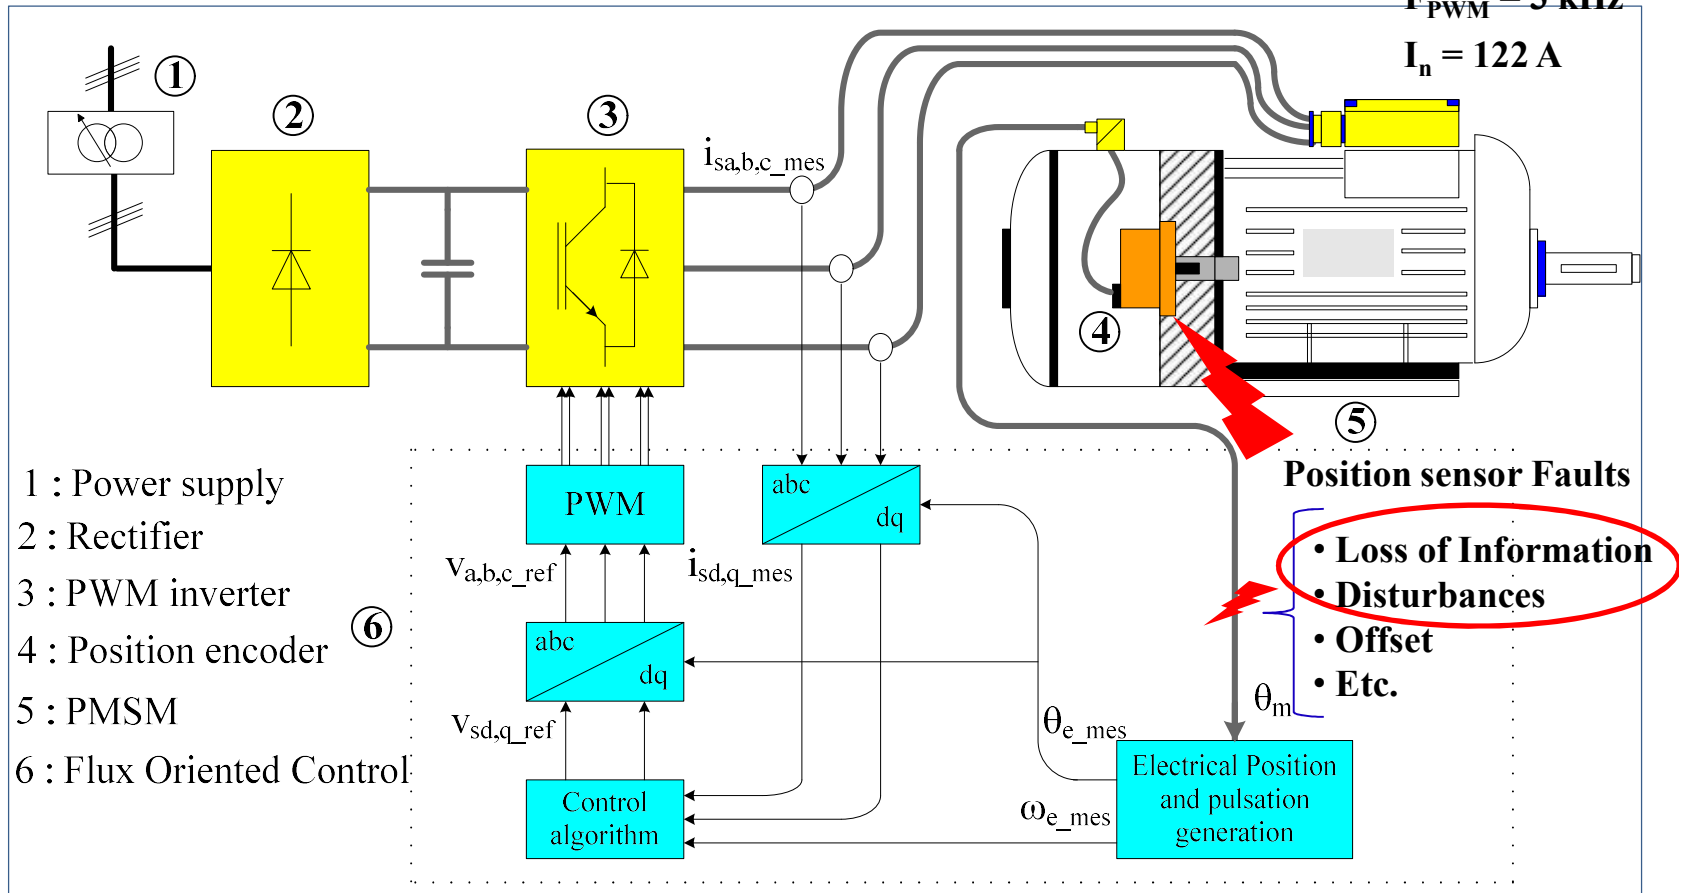 F_PWM = 5 kHz
I_n = 122 A
1
2
3
i_sa,b,c_mes
4
5
Position sensor Faults
• Loss of Information
• Disturbances
• Offset
• Etc.
1 : Power supply
2 : Rectifier
3 : PWM inverter
4 : Position encoder
5 : PMSM
6 : Flux Oriented Control
6
PWM
abc
dq
v_a,b,c_ref
i_sd,q_mes
abc
dq
v_sd,q_ref
θ_m
θ_e_mes
ω_e_mes
Control
algorithm
Electrical Position
and pulsation
generation